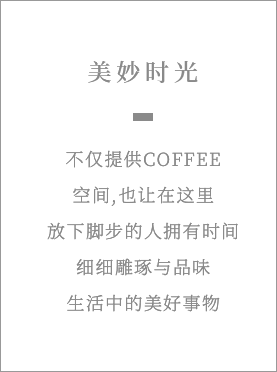 美妙时光
不仅提供COFFEE
空间,也让在这里
放下脚步的人拥有时间
细细雕琢与品味
生活中的美好事物